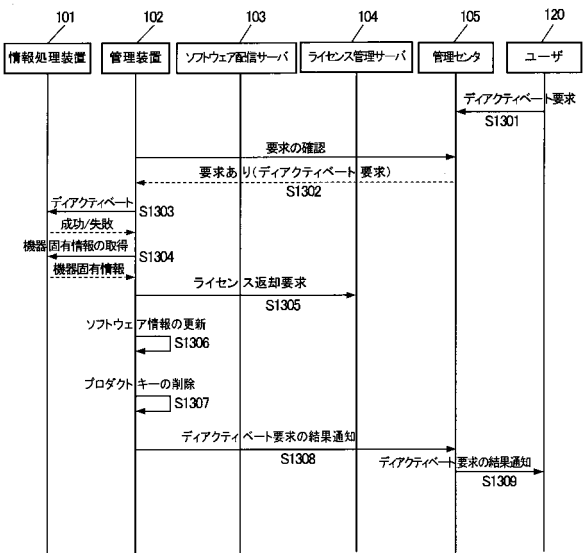 101
102
103
104
105
120
情報処理装置
管理装置
ソフトウェア配信サーバ
ライセンス管理サーバ
管理センタ
ユーザ
ディアクティベート要求
S1301
要求の確認
要求あり(ディアクティベート要求)
S1302
ディアクティベート
S1303
成功/失敗
機器固有情報の取得
S1304
機器固有情報
ライセンス返却要求
S1305
ソフトウェア情報の更新
S1306
プロダクトキーの削除
S1307
ディアクティベート要求の結果通知
S1308
ディアクティベート要求の結果通知
S1309